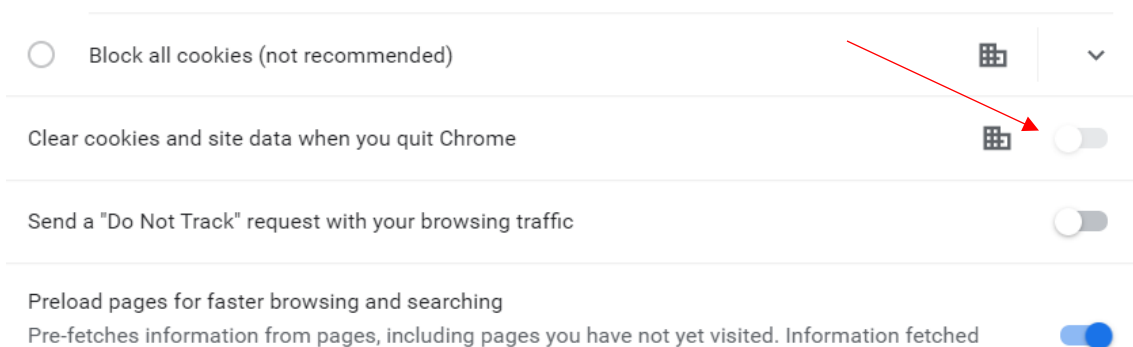 Block all cookies (not recommended)
Clear cookies and site data when you quit Chrome
Send a "Do Not Track" request with your browsing traffic
Preload pages for faster browsing and searching
Pre-fetches information from pages, including pages you have not yet visited. Information fetched